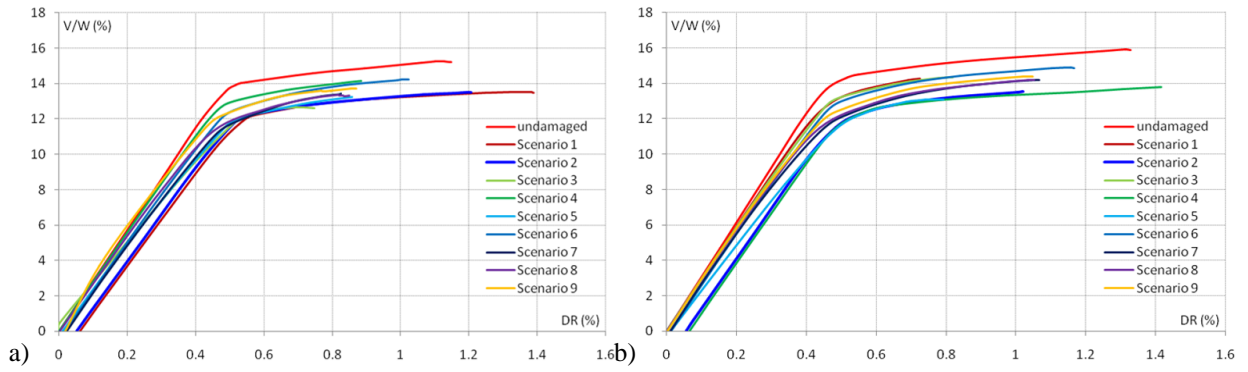 V/W (%)
18
16
14
12
10
8
6
4
2
0
0
0.2
0.4
0.6
0.8
1
1.2
1.4
1.6
DR (%)
undamaged
Scenario 1
Scenario 2
Scenario 3
Scenario 4
Scenario 5
Scenario 6
Scenario 7
Scenario 8
Scenario 9
a)
V/W (%)
18
16
14
12
10
8
6
4
2
0
0
0.2
0.4
0.6
0.8
1
1.2
1.4
1.6
DR (%)
undamaged
Scenario 1
Scenario 2
Scenario 3
Scenario 4
Scenario 5
Scenario 6
Scenario 7
Scenario 8
Scenario 9
b)